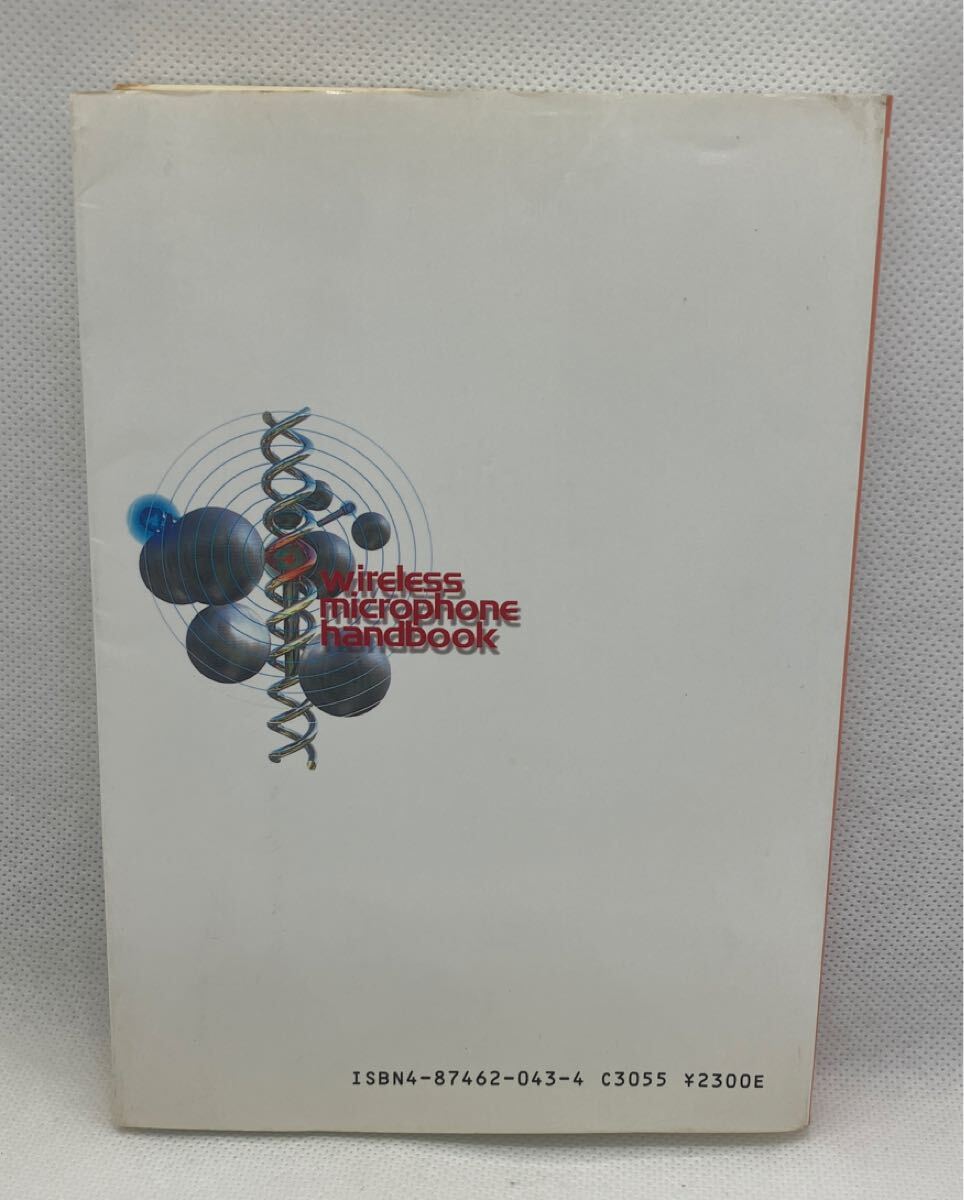 wireless
microphone
handbook
ISBN4-87462-043-4 C3055 ¥2300E